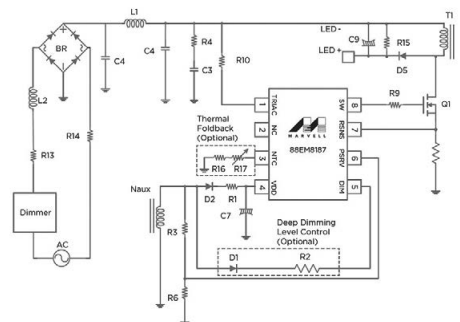 L1
T1
BR
C4
C4
R4
C3
R10
LED -
LED +
C9
R15
D5
L2
R14
R13
Dimmer
AC
Thermal
Foldback
(Optional)
R16
R17
1
2
3
4
TRIAC
NC
NTC
VDD
MARVELL
88EM8187
SW
RSNS
PSRV
DIM
8
7
6
5
R9
Q1
Naux
D2
R1
C7
R3
R6
Deep Dimming
Level Control
(Optional)
D1
R2